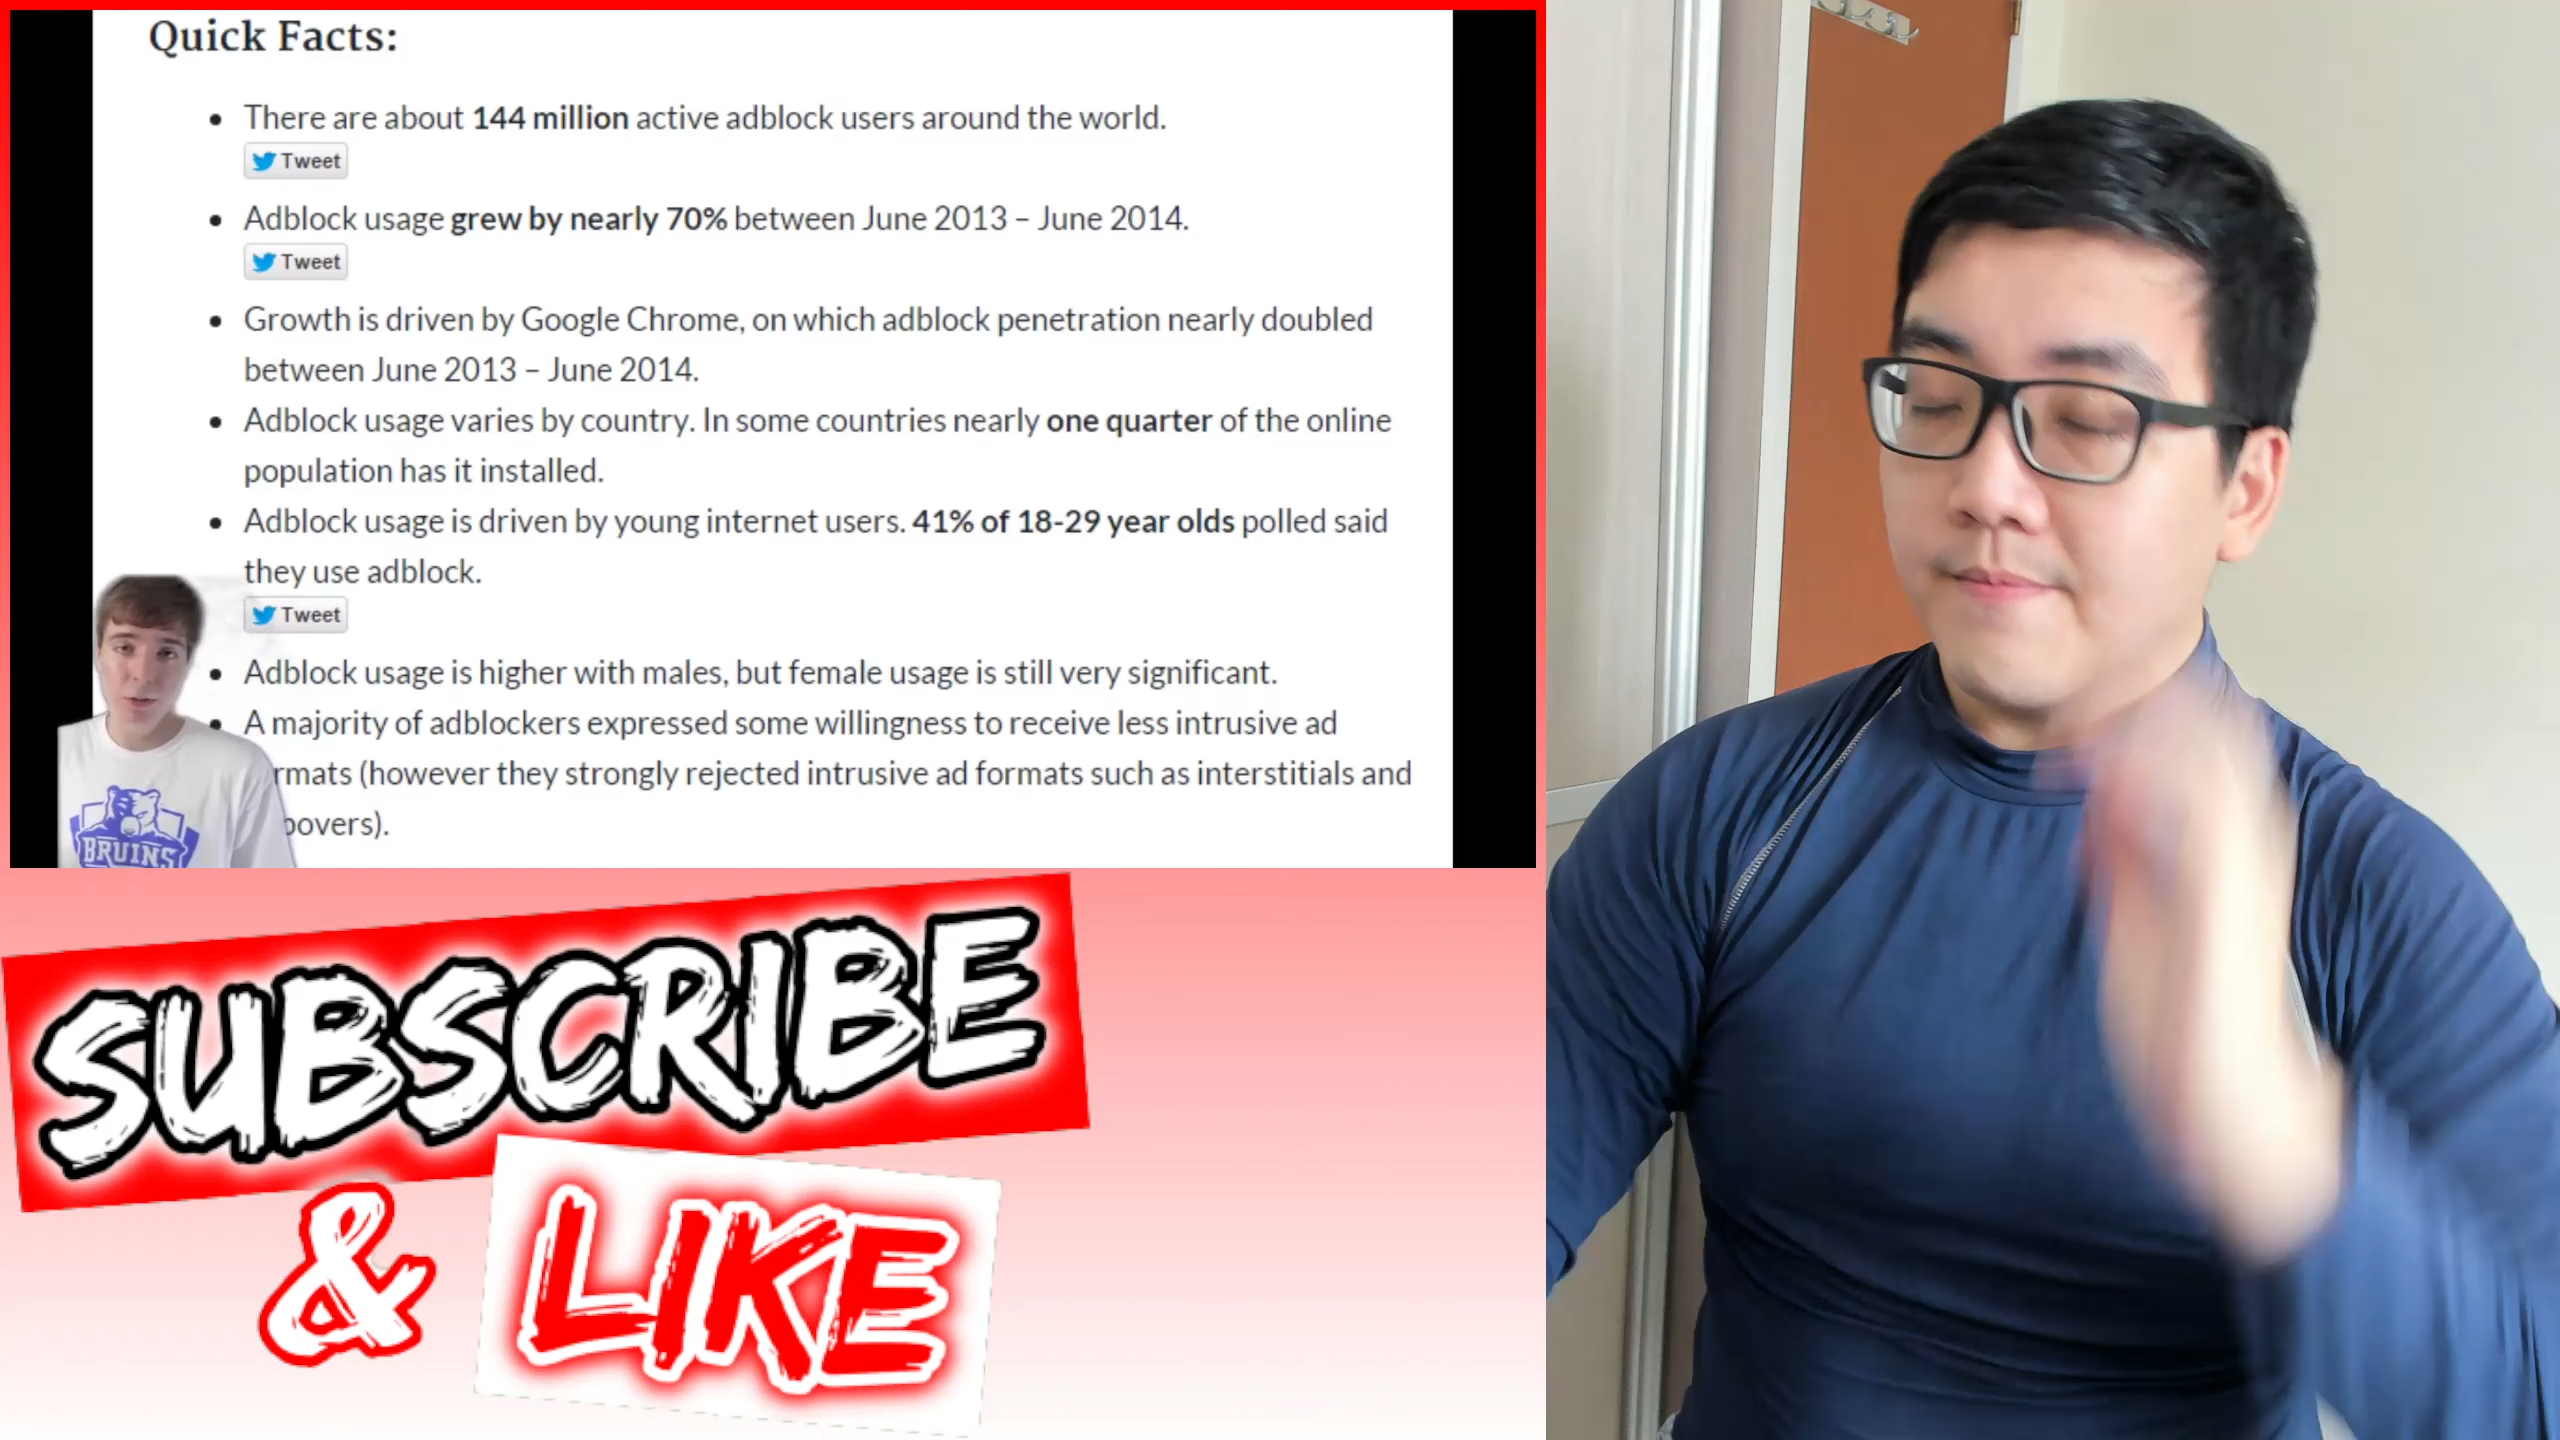 Quick Facts:
There are about 144 million active adblock users around the world.
Tweet
Adblock usage grew by nearly 70% between June 2013 – June 2014.
Tweet
Growth is driven by Google Chrome, on which adblock penetration nearly doubled
between June 2013 – June 2014.
Adblock usage varies by country. In some countries nearly one quarter of the online
population has it installed.
Adblock usage is driven by young internet users. 41% of 18-29 year olds polled said
they use adblock.
Tweet
Adblock usage is higher with males, but female usage is still very significant.
A majority of adblockers expressed some willingness to receive less intrusive ad
rmats (however they strongly rejected intrusive ad formats such as interstitials and
povers).
BRUINS
SUBSCRIBE
& LIKE